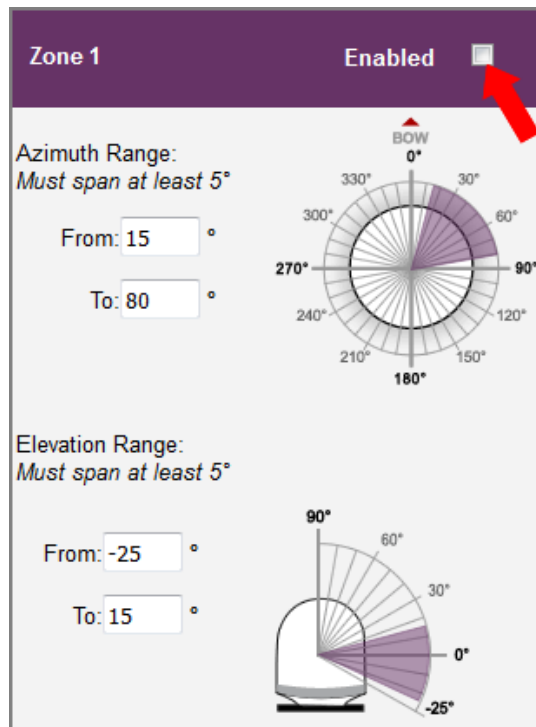 Zone 1 Enabled
Azimuth Range:
Must span at least 5°
From: 15 °
To: 80 °
BOW
0°
330° 30°
300° 60°
270° 90°
240° 120°
210° 150°
180°
Elevation Range:
Must span at least 5°
From: -25 °
To: 15 °
90°
60°
30°
0°
-25°